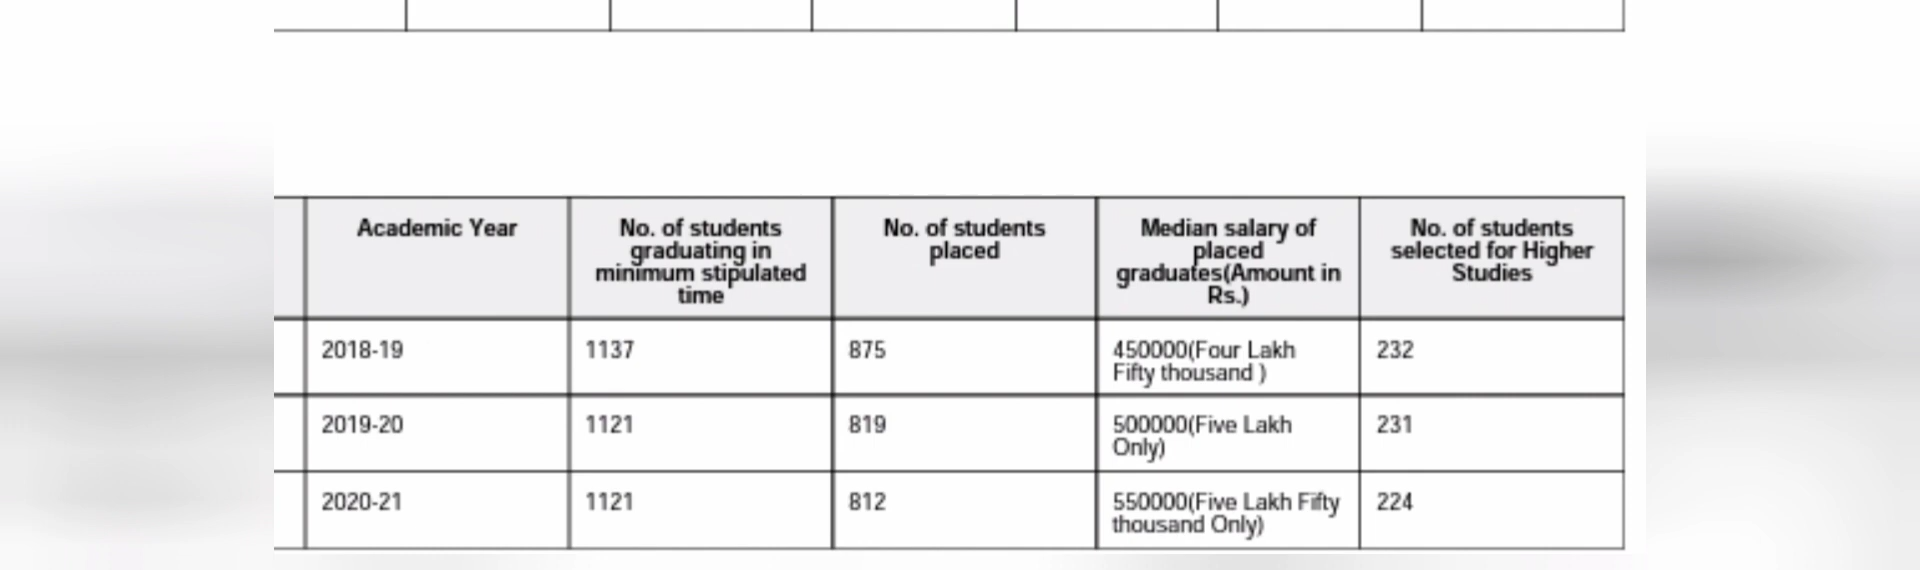 Academic Year
No. of students
graduating in
minimum stipulated
time
No. of students
placed
Median salary of
placed
graduates(Amount in
Rs.)
No. of students
selected for Higher
Studies
2018-19
1137
875
450000(Four Lakh
Fifty thousand )
232
2019-20
1121
819
500000(Five Lakh
Only)
231
2020-21
1121
812
550000(Five Lakh Fifty
thousand Only)
224